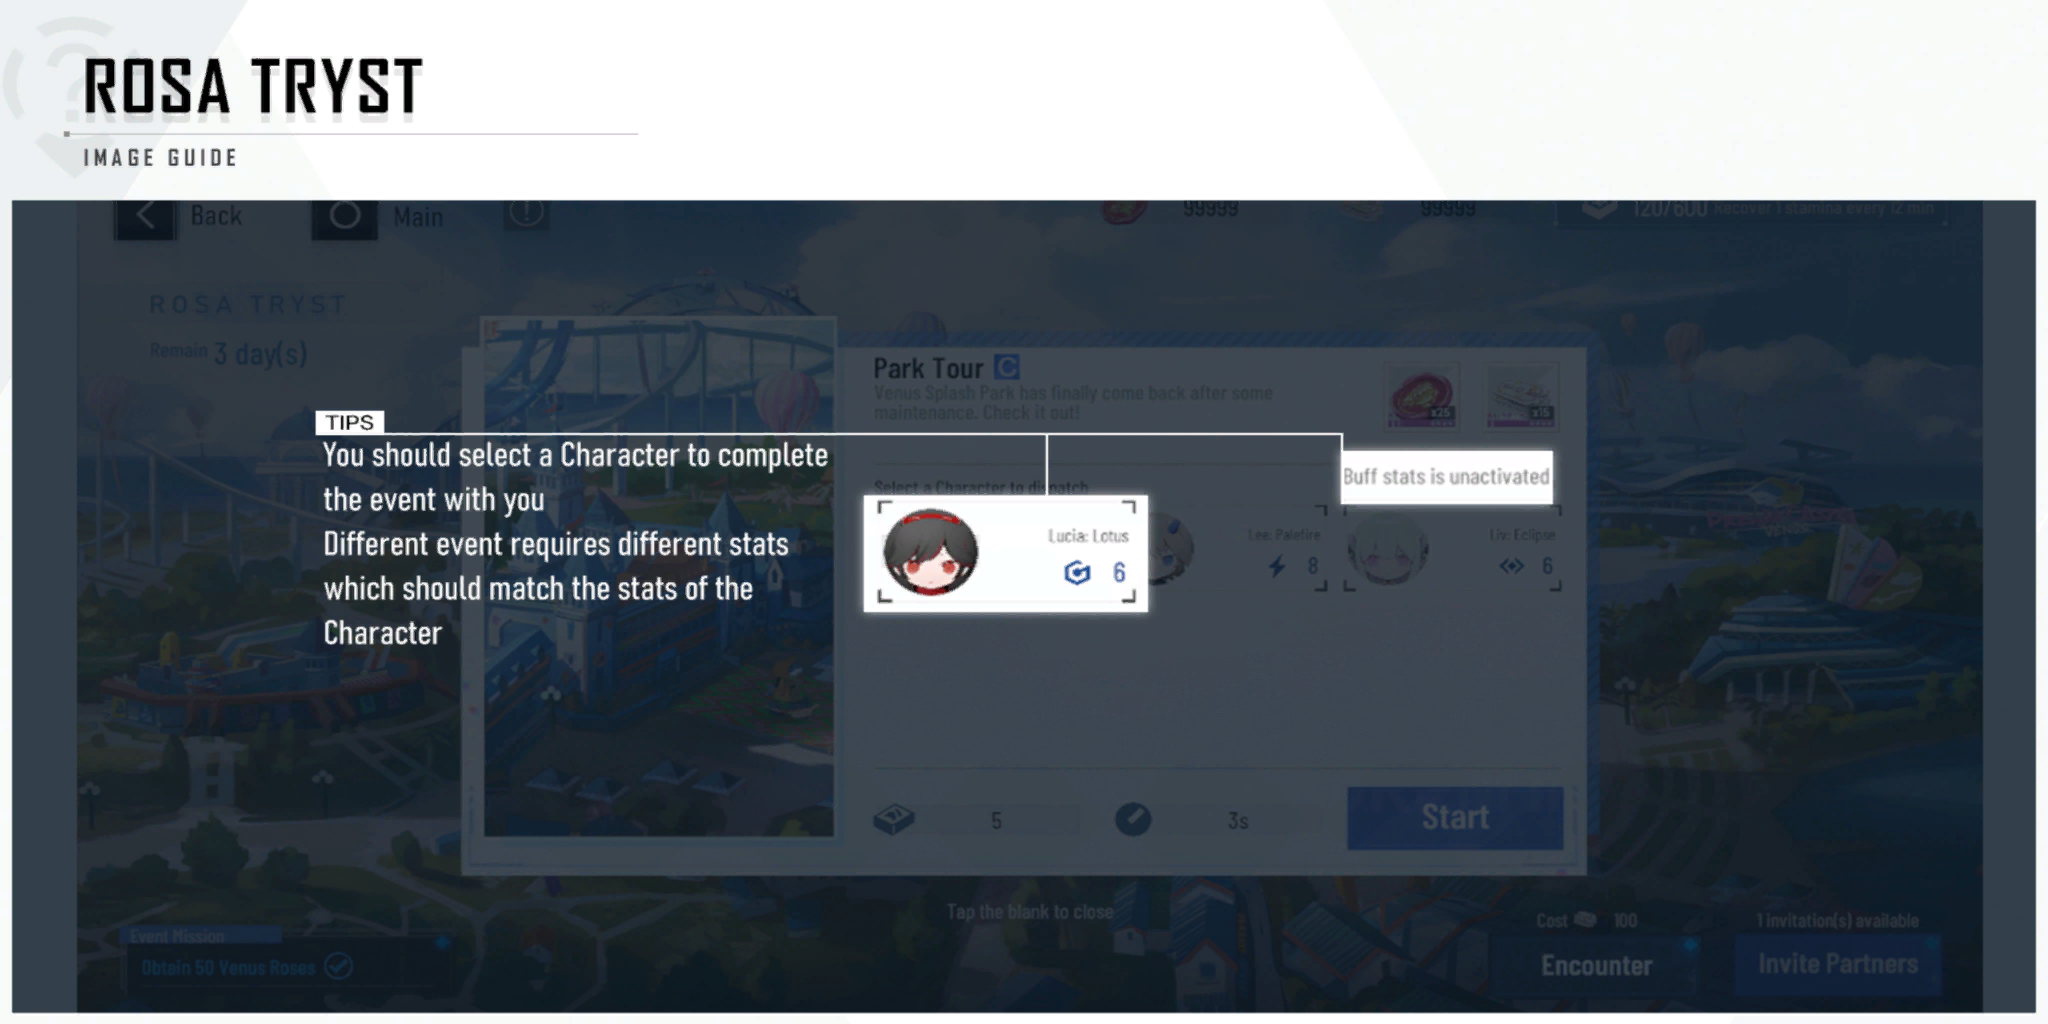 ROSA TRYST
IMAGE GUIDE
Back
Main
99999
99999
120/600 Recover 1 stamina every 12 min
ROSA TRYST
Remain 3 day(s)
Park Tour C
Venus Splash Park has finally come back after some
maintenance. Check it out!
x25
x15
TIPS
You should select a Character to complete
the event with you
Different event requires different stats
which should match the stats of the
Character
Buff stats is unactivated
Select a Character to dispatch
Lucia: Lotus
6
Lee: Palefire
8
Liv: Eclipse
6
5
3s
Start
Tap the blank to close
Event Mission
Obtain 50 Venus Roses
Cost 100
Encounter
1 invitation(s) available
Invite Partners